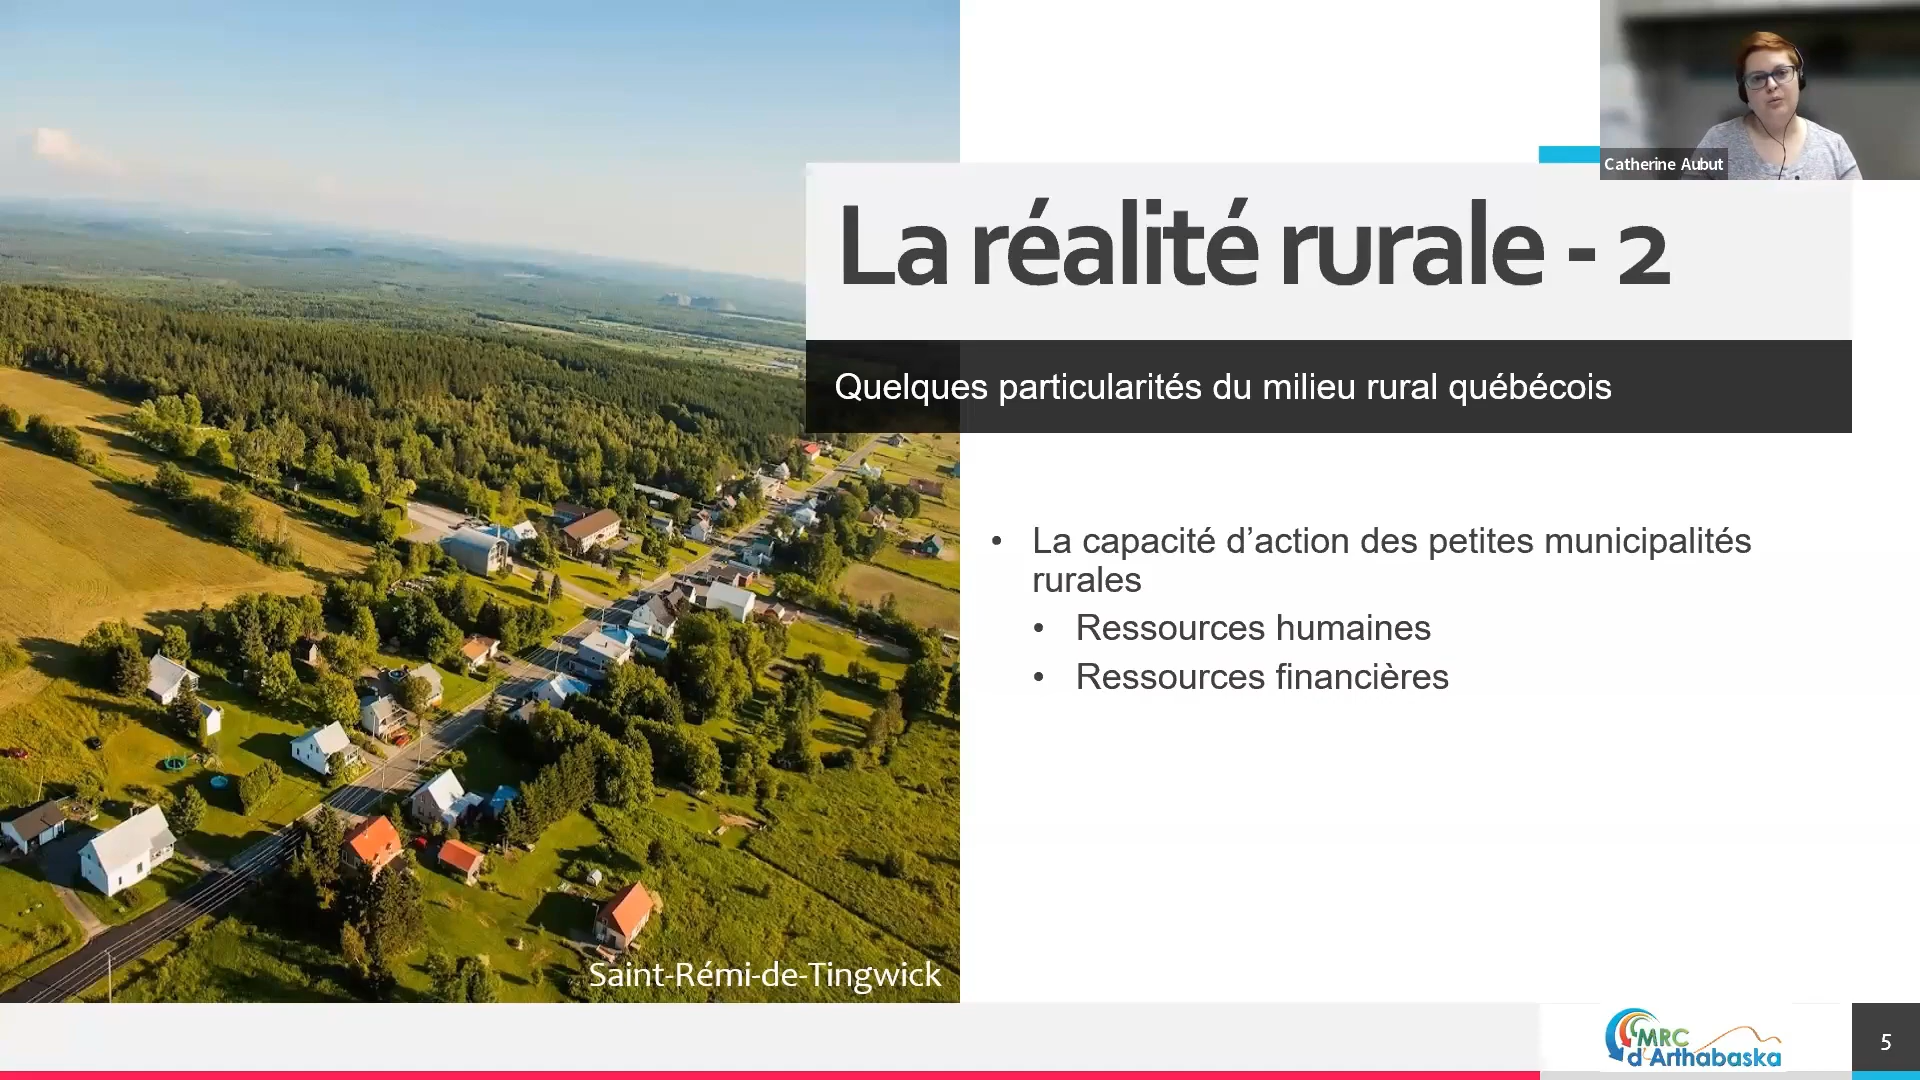 Catherine Aubut
La réalité rurale - 2
Quelques particularités du milieu rural québécois
• La capacité d’action des petites municipalités
rurales
• Ressources humaines
• Ressources financières
Saint-Rémi-de-Tingwick
MRC
d'Arthabaska
5